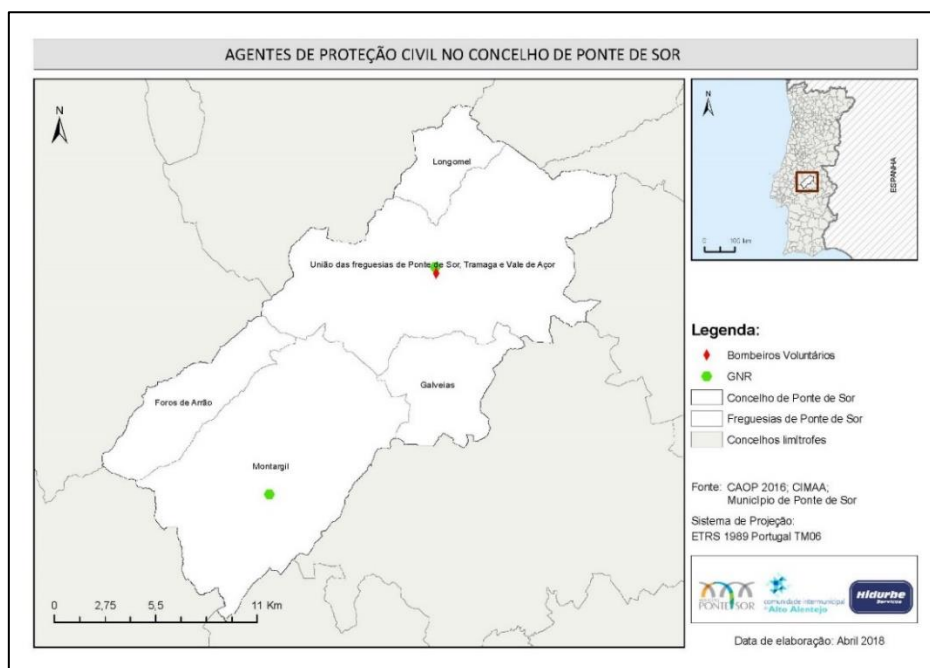 AGENTES DE PROTEÇÃO CIVIL NO CONCELHO DE PONTE DE SOR
N
Longomel
União das freguesias de Ponte de Sor, Tramaga e Vale de Açor
Galveias
Foros de Arrão
Montargil
0 2,75 5,5 11 Km
N
ESPANHA
0 100 km
Legenda:
Bombeiros Voluntários
GNR
Concelho de Ponte de Sor
Freguesias de Ponte de Sor
Concelhos limítrofes
Fonte: CAOP 2016; CIMAA;
Município de Ponte de Sor
Sistema de Projeção:
ETRS 1989 Portugal TM06
PONTE SOR
comunidade intermunicipal
do Alto Alentejo
Hidurbe
Serviços
Data de elaboração: Abril 2018